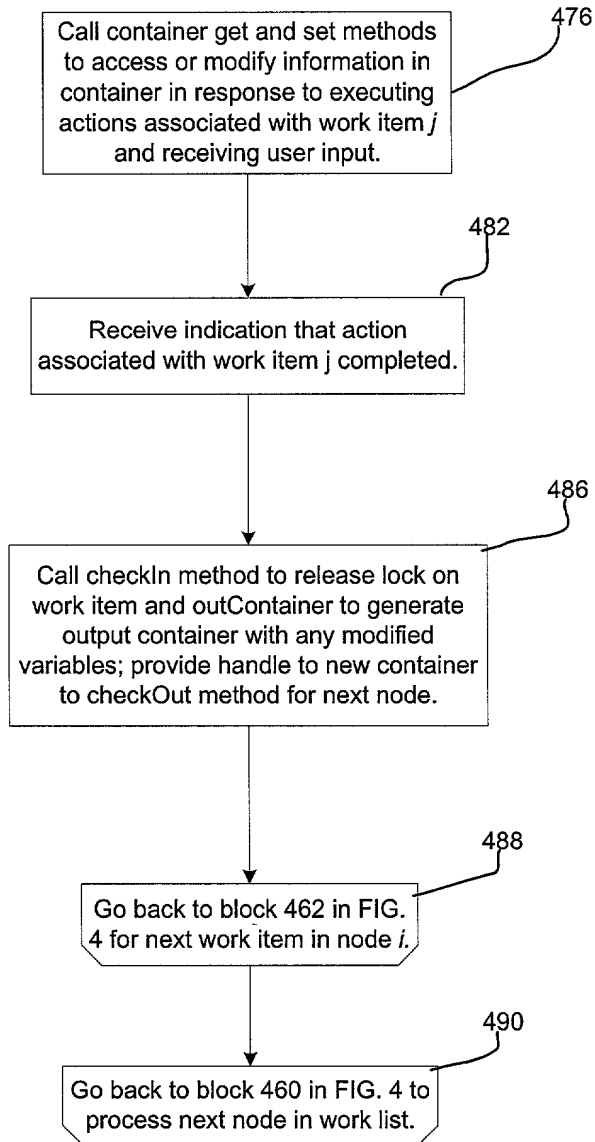 476
Call container get and set methods
to access or modify information in
container in response to executing
actions associated with work item j
and receiving user input.
482
Receive indication that action
associated with work item j completed.
486
Call checkIn method to release lock on
work item and outContainer to generate
output container with any modified
variables; provide handle to new container
to checkOut method for next node.
488
Go back to block 462 in FIG.
4 for next work item in node i.
490
Go back to block 460 in FIG. 4 to
process next node in work list.